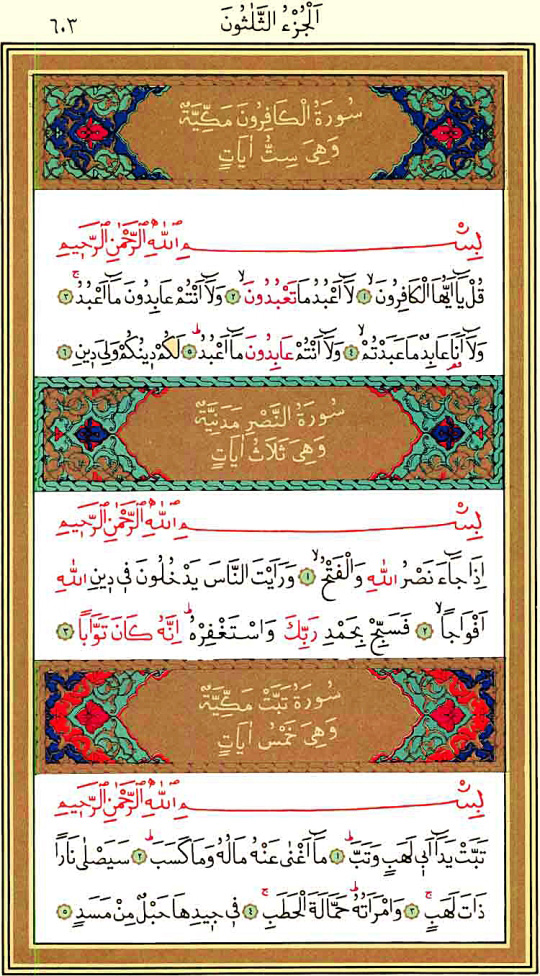 اَلْجُزْءُ الثَّلٰثُونَ
٦٠٣
سُورَةُ الْكَافِرُونَ مَكِّيَّةٌ
وَهِىَ سِتُّ اٰيَاتٍ
بِسْمِ اللّٰهِ الرَّحْمٰنِ الرَّحٖيمِ
قُلْ يَٓا اَيُّهَا الْكَافِرُونَۙ ﴿١﴾ لَٓا اَعْبُدُ مَا تَعْبُدُونَۙ ﴿٢﴾ وَلَٓا اَنْتُمْ عَابِدُونَ مَٓا اَعْبُدُۚ ﴿٣﴾
وَلَٓا اَنَا۬ عَابِدٌ مَا عَبَدْتُمْۙ ﴿٤﴾ وَلَٓا اَنْتُمْ عَابِدُونَ مَٓا اَعْبُدُۜ ﴿٥﴾ لَكُمْ دٖينُكُمْ وَلِىَ دٖينِ ﴿٦﴾
سُورَةُ النَّصْرِ مَدَنِيَّةٌ
وَهِىَ ثَلَاثُ اٰيَاتٍ
بِسْمِ اللّٰهِ الرَّحْمٰنِ الرَّحٖيمِ
اِذَا جَٓاءَ نَصْرُ اللّٰهِ وَالْفَتْحُۙ ﴿١﴾ وَرَاَيْتَ النَّاسَ يَدْخُلُونَ فٖى دٖينِ اللّٰهِ
اَفْوَاجًاۙ ﴿٢﴾ فَسَبِّحْ بِحَمْدِ رَبِّكَ وَاسْتَغْفِرْهُۜ اِنَّهُ كَانَ تَوَّابًا ﴿٣﴾
سُورَةُ تَبَّتْ مَكِّيَّةٌ
وَهِىَ خَمْسُ اٰيَاتٍ
بِسْمِ اللّٰهِ الرَّحْمٰنِ الرَّحٖيمِ
تَبَّتْ يَدَٓا اَبٖى لَهَبٍ وَتَبَّۜ ﴿١﴾ مَٓا اَغْنٰى عَنْهُ مَالُهُ وَمَا كَسَبَۜ ﴿٢﴾ سَيَصْلٰى نَارًا
ذَاتَ لَهَبٍۚ ﴿٣﴾ وَامْرَاَتُهُۜ حَمَّالَةَ الْحَطَبِۚ ﴿٤﴾ فٖى جٖيدِهَا حَبْلٌ مِنْ مَسَدٍ ﴿٥﴾